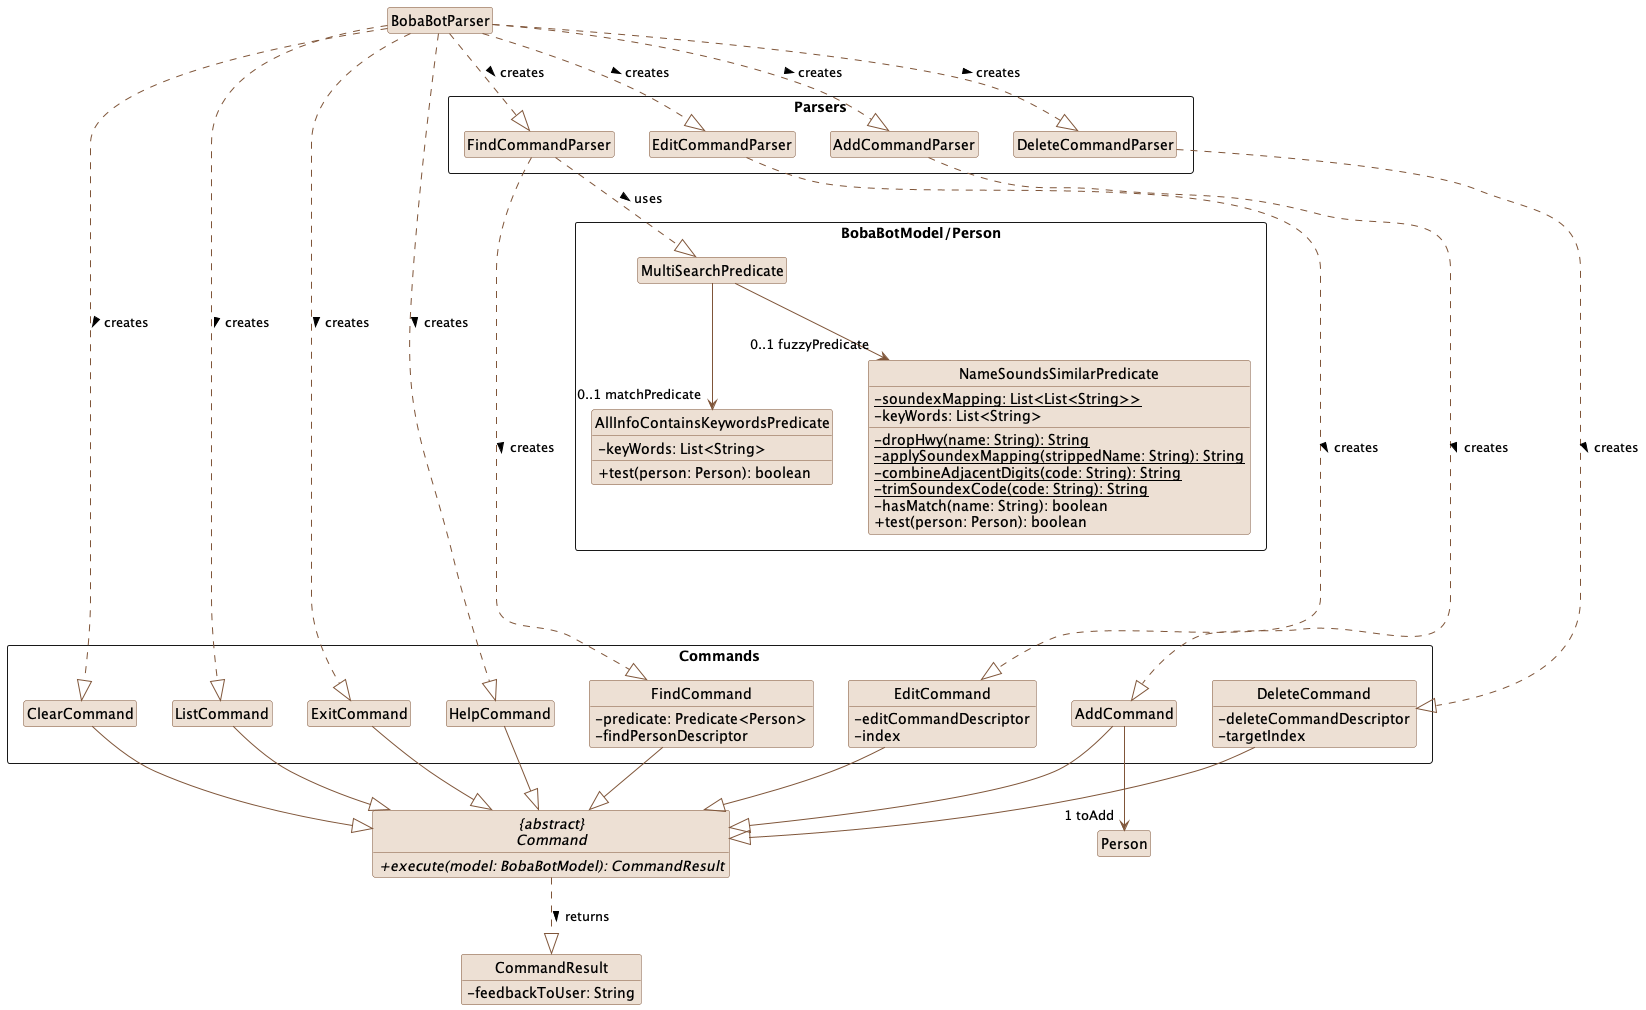 BobaBotParser
creates
creates
creates
creates
Parsers
FindCommandParser
EditCommandParser
AddCommandParser
DeleteCommandParser
uses
BobaBotModel/Person
MultiSearchPredicate
creates
creates
creates
creates
0..1 fuzzyPredicate
0..1 matchPredicate
NameSoundsSimilarPredicate
-soundexMapping: List<List<String>>
-keyWords: List<String>
-dropHwy(name: String): String
-applySoundexMapping(strippedName: String): String
-combineAdjacentDigits(code: String): String
-trimSoundexCode(code: String): String
-hasMatch(name: String): boolean
+test(person: Person): boolean
AllInfoContainsKeywordsPredicate
-keyWords: List<String>
+test(person: Person): boolean
creates
creates
creates
creates
Commands
ClearCommand
ListCommand
ExitCommand
HelpCommand
FindCommand
-predicate: Predicate<Person>
-findPersonDescriptor
EditCommand
-editCommandDescriptor
-index
AddCommand
DeleteCommand
-deleteCommandDescriptor
-targetIndex
1 toAdd
{abstract}
Command
+execute(model: BobaBotModel): CommandResult
Person
returns
CommandResult
-feedbackToUser: String